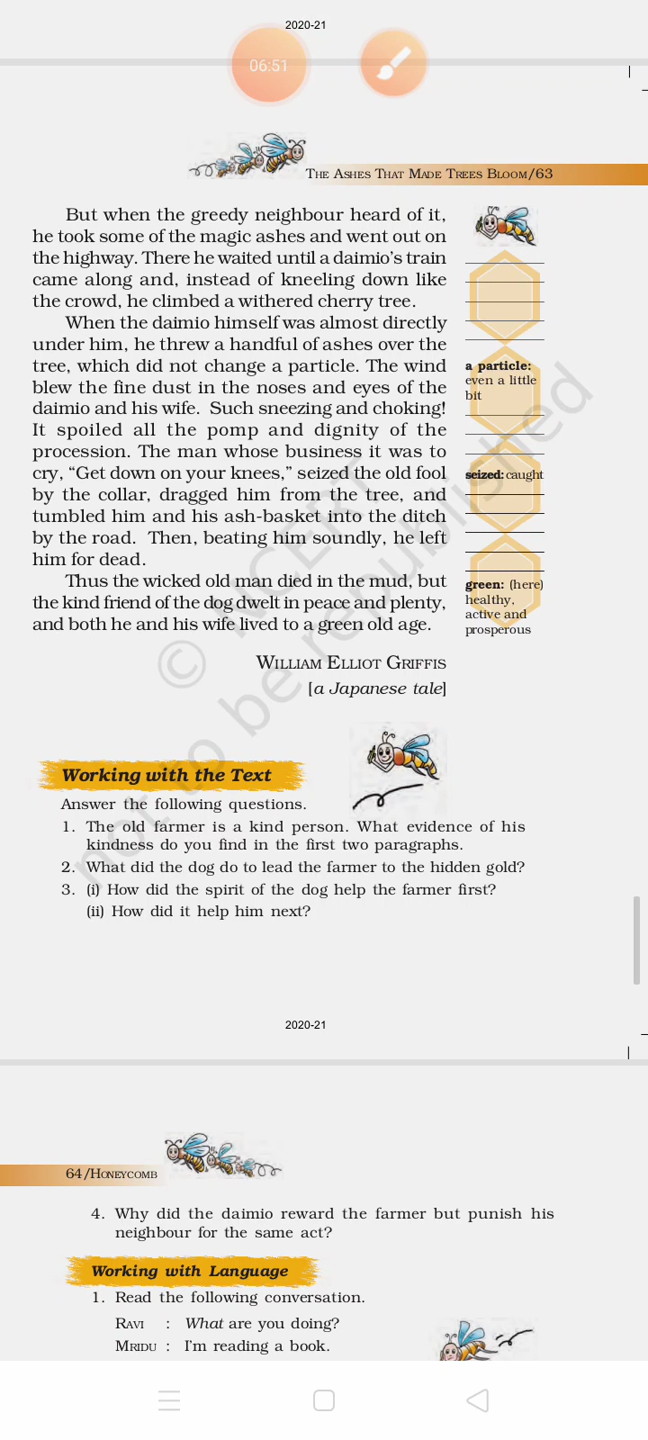 2020-21
06:51
THE ASHES THAT MADE TREES BLOOM/63
But when the greedy neighbour heard of it,
he took some of the magic ashes and went out on
the highway. There he waited until a daimio's train
came along and, instead of kneeling down like
the crowd, he climbed a withered cherry tree.
When the daimio himself was almost directly
under him, he threw a handful of ashes over the
tree, which did not change a particle. The wind
blew the fine dust in the noses and eyes of the
daimio and his wife. Such sneezing and choking!
It spoiled all the pomp and dignity of the
procession. The man whose business it was to
cry, “Get down on your knees,” seized the old fool
by the collar, dragged him from the tree, and
tumbled him and his ash-basket into the ditch
by the road. Then, beating him soundly, he left
him for dead.
Thus the wicked old man died in the mud, but
the kind friend of the dog dwelt in peace and plenty,
and both he and his wife lived to a green old age.
WILLIAM ELLIOT GRIFFIS
[a Japanese tale]
a particle:
even a little
bit
seized: caught
green: (here)
healthy,
active and
prosperous
© NCERT
not to be republished
Working with the Text
Answer the following questions.
1. The old farmer is a kind person. What evidence of his
kindness do you find in the first two paragraphs.
2. What did the dog do to lead the farmer to the hidden gold?
3. (i) How did the spirit of the dog help the farmer first?
(ii) How did it help him next?
2020-21
64/HONEYCOMB
4. Why did the daimio reward the farmer but punish his
neighbour for the same act?
Working with Language
1. Read the following conversation.
RAVI : What are you doing?
MRIDU : I'm reading a book.